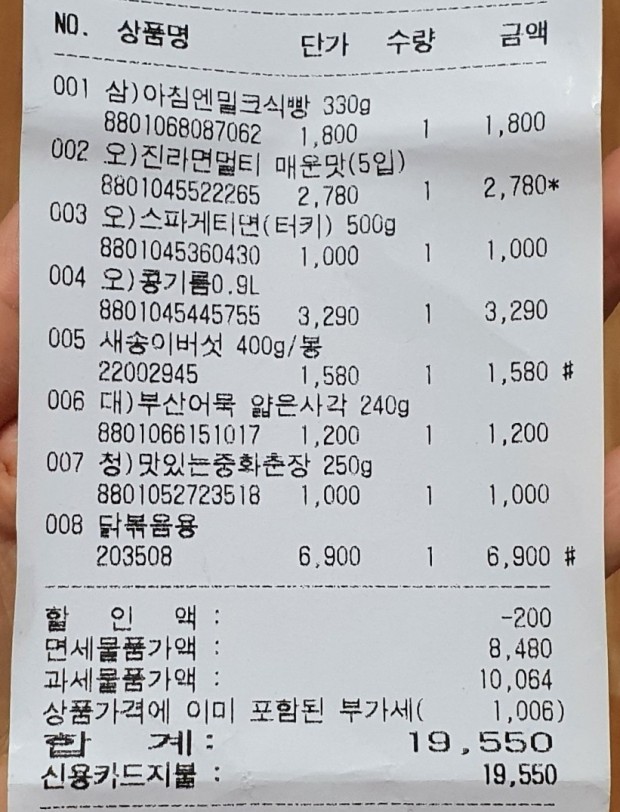 NO. 상품명 단가 수량 금액
001 삼)아침엔밀크식빵 330g
8801068087062 1,800 1 1,800
002 오)진라면멀티 매운맛(5입)
8801045522265 2,780 1 2,780*
003 오)스파게티면(터키) 500g
8801045360430 1,000 1 1,000
004 오)콩기름0.9L
8801045445755 3,290 1 3,290
005 새송이버섯 400g/봉
22002945 1,580 1 1,580 #
006 대)부산어묵 얇은사각 240g
8801066151017 1,200 1 1,200
007 청)맛있는중화춘장 250g
8801052723518 1,000 1 1,000
008 닭볶음용
203508 6,900 1 6,900 #
할 인 액 : -200
면세물품가액 : 8,480
과세물품가액 : 10,064
상품가격에 이미 포함된 부가세( 1,006)
합 계: 19,550
신용카드지불 : 19,550